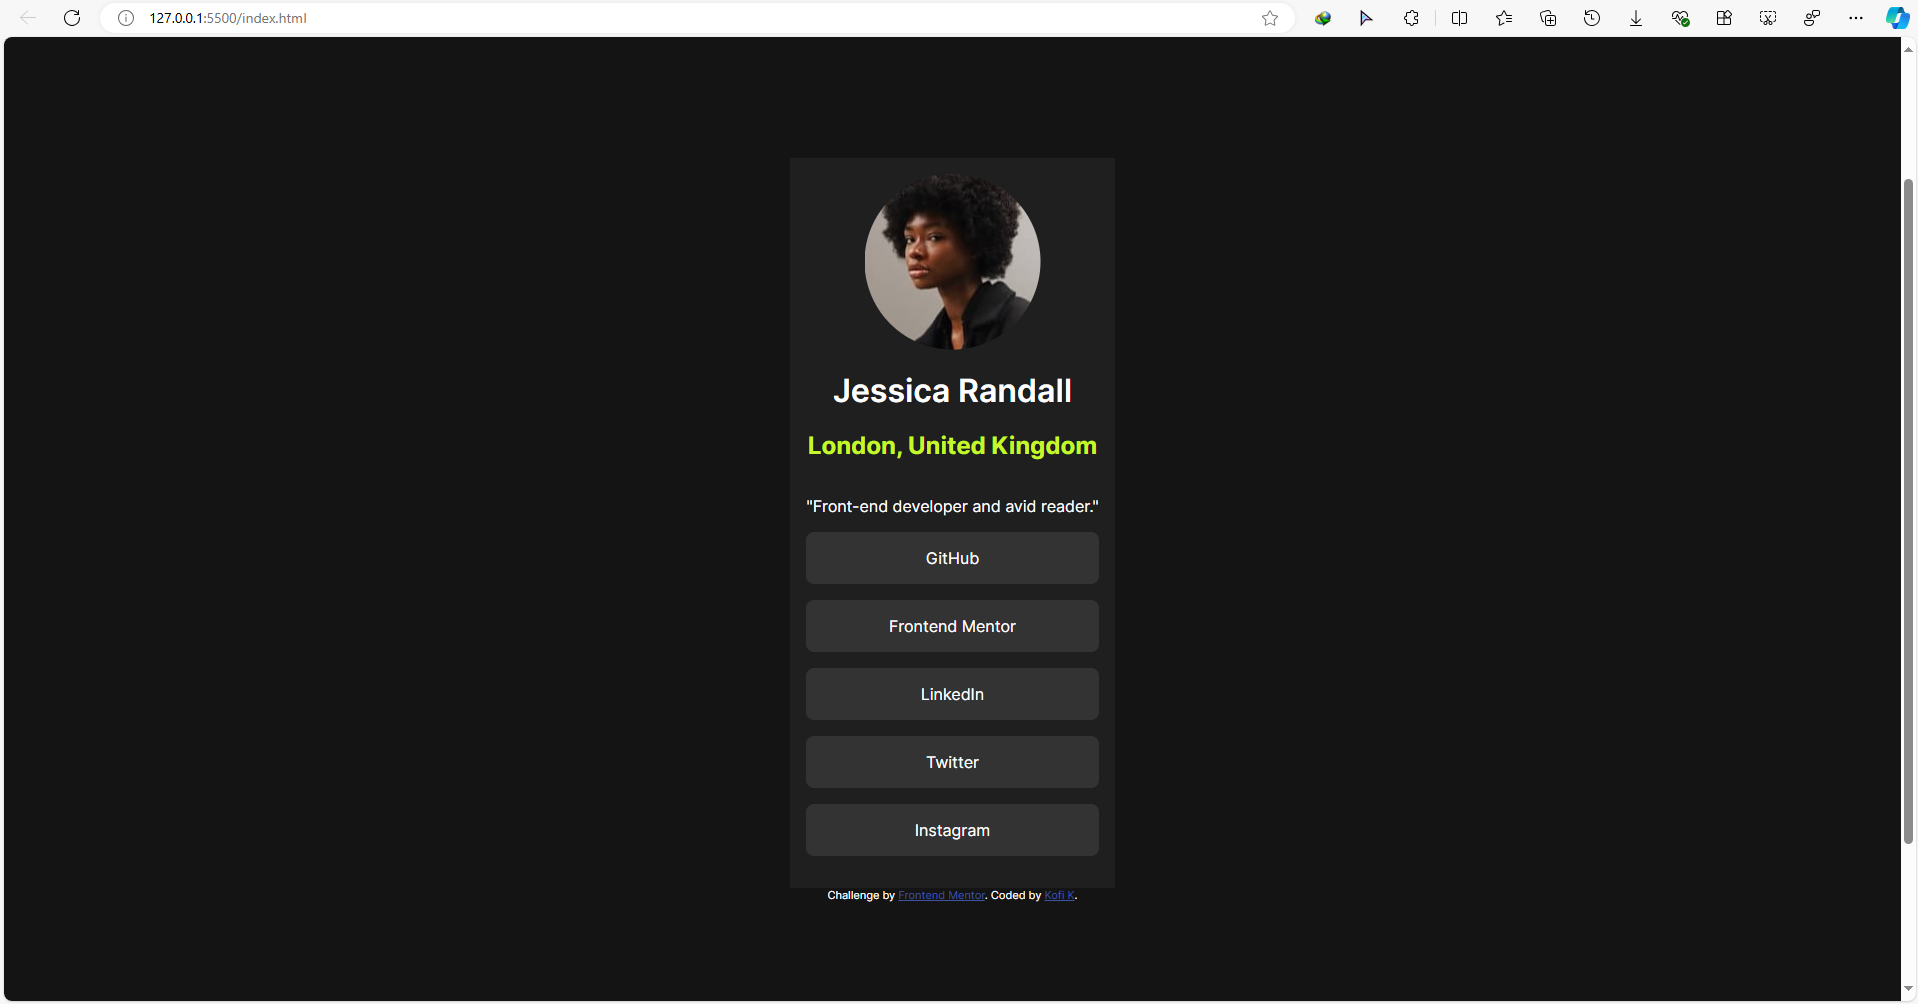 127.0.0.1:5500/index.html
Jessica Randall
London, United Kingdom
"Front-end developer and avid reader."
GitHub
Frontend Mentor
LinkedIn
Twitter
Instagram
Challenge by Frontend Mentor. Coded by Kofi K.